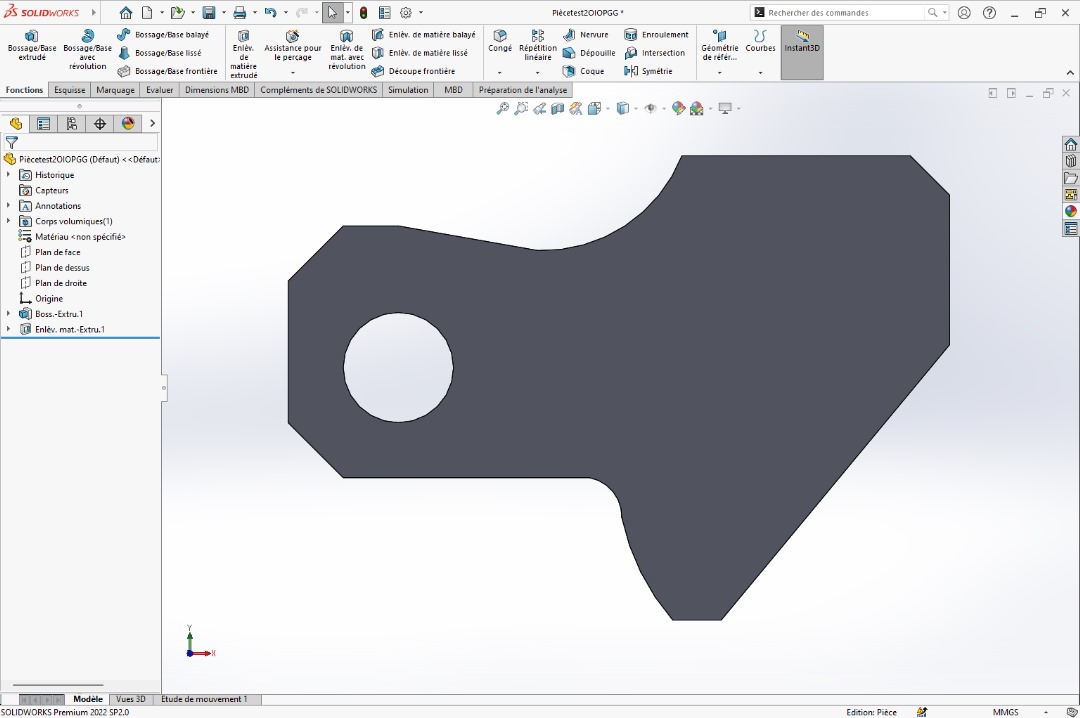 SOLIDWORKS
Piècetest2OIOPGG *
Rechercher des commandes
Bossage/Base extrudé
Bossage/Base avec révolution
Bossage/Base balayé
Bossage/Base lissé
Bossage/Base frontière
Enlèv. de matière extrudé
Assistance pour le perçage
Enlèv. de mat. avec révolution
Enlèv. de matière balayé
Enlèv. de matière lissé
Découpe frontière
Congé
Répétition linéaire
Nervure
Dépouille
Coque
Enroulement
Intersection
Symétrie
Géométrie de référ...
Courbes
Instant3D
Fonctions
Esquisse
Marquage
Evaluer
Dimensions MBD
Compléments de SOLIDWORKS
Simulation
MBD
Préparation de l'analyse
Piècetest2OIOPGG (Défaut) <<Défaut
Historique
Capteurs
Annotations
Corps volumiques(1)
Matériau <non spécifié>
Plan de face
Plan de dessus
Plan de droite
Origine
Boss.-Extru.1
Enlèv. mat.-Extru.1
Y
X
Modèle
Vues 3D
Etude de mouvement 1
SOLIDWORKS Premium 2022 SP2.0
Edition: Pièce
MMGS